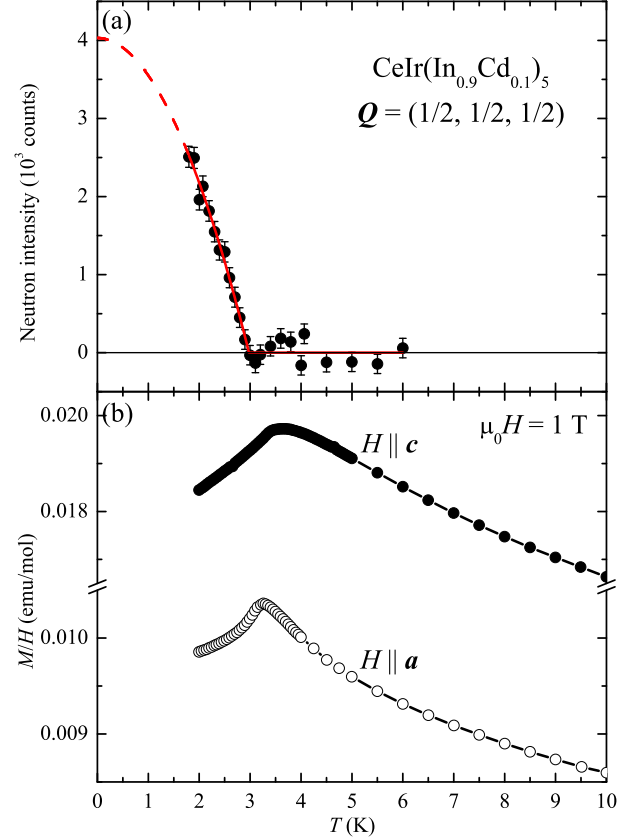 (a)
CeIr(In0.9Cd0.1)5
Q = (1/2, 1/2, 1/2)
Neutron intensity (10^3 counts)
4
3
2
1
0
(b)
μ0H = 1 T
H || c
H || a
M/H (emu/mol)
0.020
0.018
0.010
0.009
0 1 2 3 4 5 6 7 8 9 10
T (K)